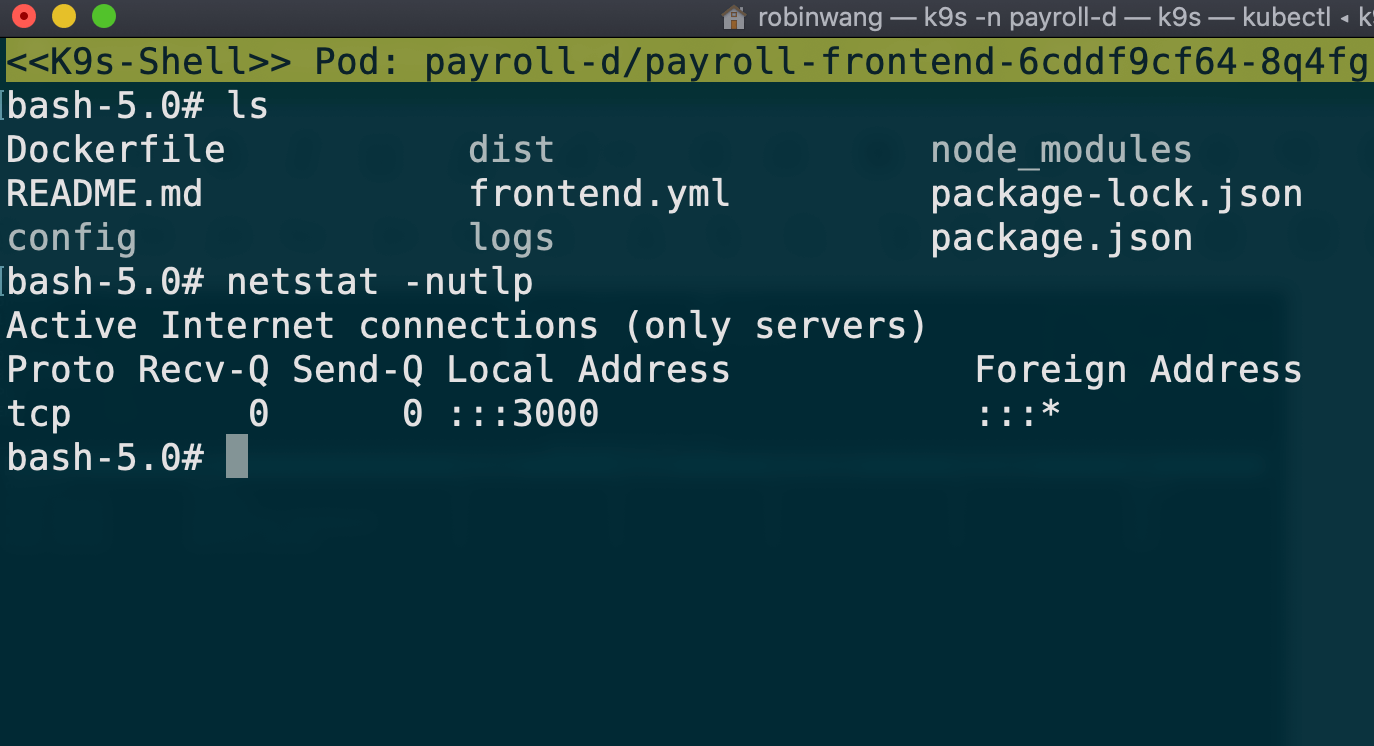 robinwang — k9s -n payroll-d — k9s — kubectl ◂
<<K9s-Shell>> Pod: payroll-d/payroll-frontend-6cddf9cf64-8q4fg
bash-5.0# ls
Dockerfile dist node_modules
README.md frontend.yml package-lock.json
config logs package.json
bash-5.0# netstat -nutlp
Active Internet connections (only servers)
Proto Recv-Q Send-Q Local Address Foreign Address
tcp 0 0 :::3000 :::*
bash-5.0#